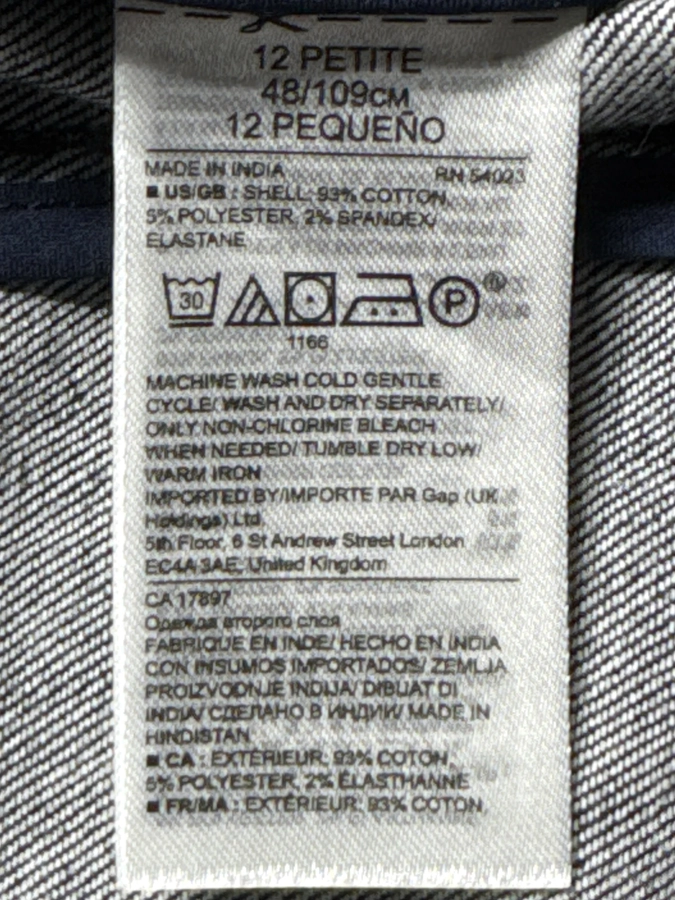 12 PETITE
48/109CM
12 PEQUEÑO
MADE IN INDIA RN 54023
■ US/GB : SHELL: 93% COTTON,
5% POLYESTER, 2% SPANDEX/
ELASTANE
30 P
1166
MACHINE WASH COLD GENTLE
CYCLE/ WASH AND DRY SEPARATELY/
ONLY NON-CHLORINE BLEACH
WHEN NEEDED/ TUMBLE DRY LOW/
WARM IRON
IMPORTED BY/IMPORTE PAR Gap (UK
Holdings) Ltd.
5th Floor, 6 St Andrew Street London
EC4A 3AE, United Kingdom
CA 17897
Одежда второго слоя
FABRIQUE EN INDE/ HECHO EN INDIA
CON INSUMOS IMPORTADOS/ ZEMLJA
PROIZVODNJE INDIJA/ DIBUAT DI
INDIA/ СДЕЛАНО В ИНДИИ/ MADE IN
HINDISTAN
■ CA : EXTÉRIEUR: 93% COTON,
5% POLYESTER, 2% ÉLASTHANNE
■ FR/MA : EXTÉRIEUR: 93% COTON,